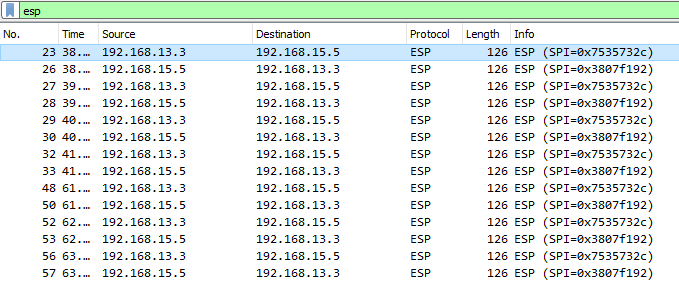 esp
No. Time Source Destination Protocol Length Info
23 38.… 192.168.13.3 192.168.15.5 ESP 126 ESP (SPI=0x7535732c)
26 38.… 192.168.15.5 192.168.13.3 ESP 126 ESP (SPI=0x3807f192)
27 39.… 192.168.13.3 192.168.15.5 ESP 126 ESP (SPI=0x7535732c)
28 39.… 192.168.15.5 192.168.13.3 ESP 126 ESP (SPI=0x3807f192)
29 40.… 192.168.13.3 192.168.15.5 ESP 126 ESP (SPI=0x7535732c)
30 40.… 192.168.15.5 192.168.13.3 ESP 126 ESP (SPI=0x3807f192)
32 41.… 192.168.13.3 192.168.15.5 ESP 126 ESP (SPI=0x7535732c)
33 41.… 192.168.15.5 192.168.13.3 ESP 126 ESP (SPI=0x3807f192)
48 61.… 192.168.13.3 192.168.15.5 ESP 126 ESP (SPI=0x7535732c)
50 61.… 192.168.15.5 192.168.13.3 ESP 126 ESP (SPI=0x3807f192)
52 62.… 192.168.13.3 192.168.15.5 ESP 126 ESP (SPI=0x7535732c)
53 62.… 192.168.15.5 192.168.13.3 ESP 126 ESP (SPI=0x3807f192)
56 63.… 192.168.13.3 192.168.15.5 ESP 126 ESP (SPI=0x7535732c)
57 63.… 192.168.15.5 192.168.13.3 ESP 126 ESP (SPI=0x3807f192)